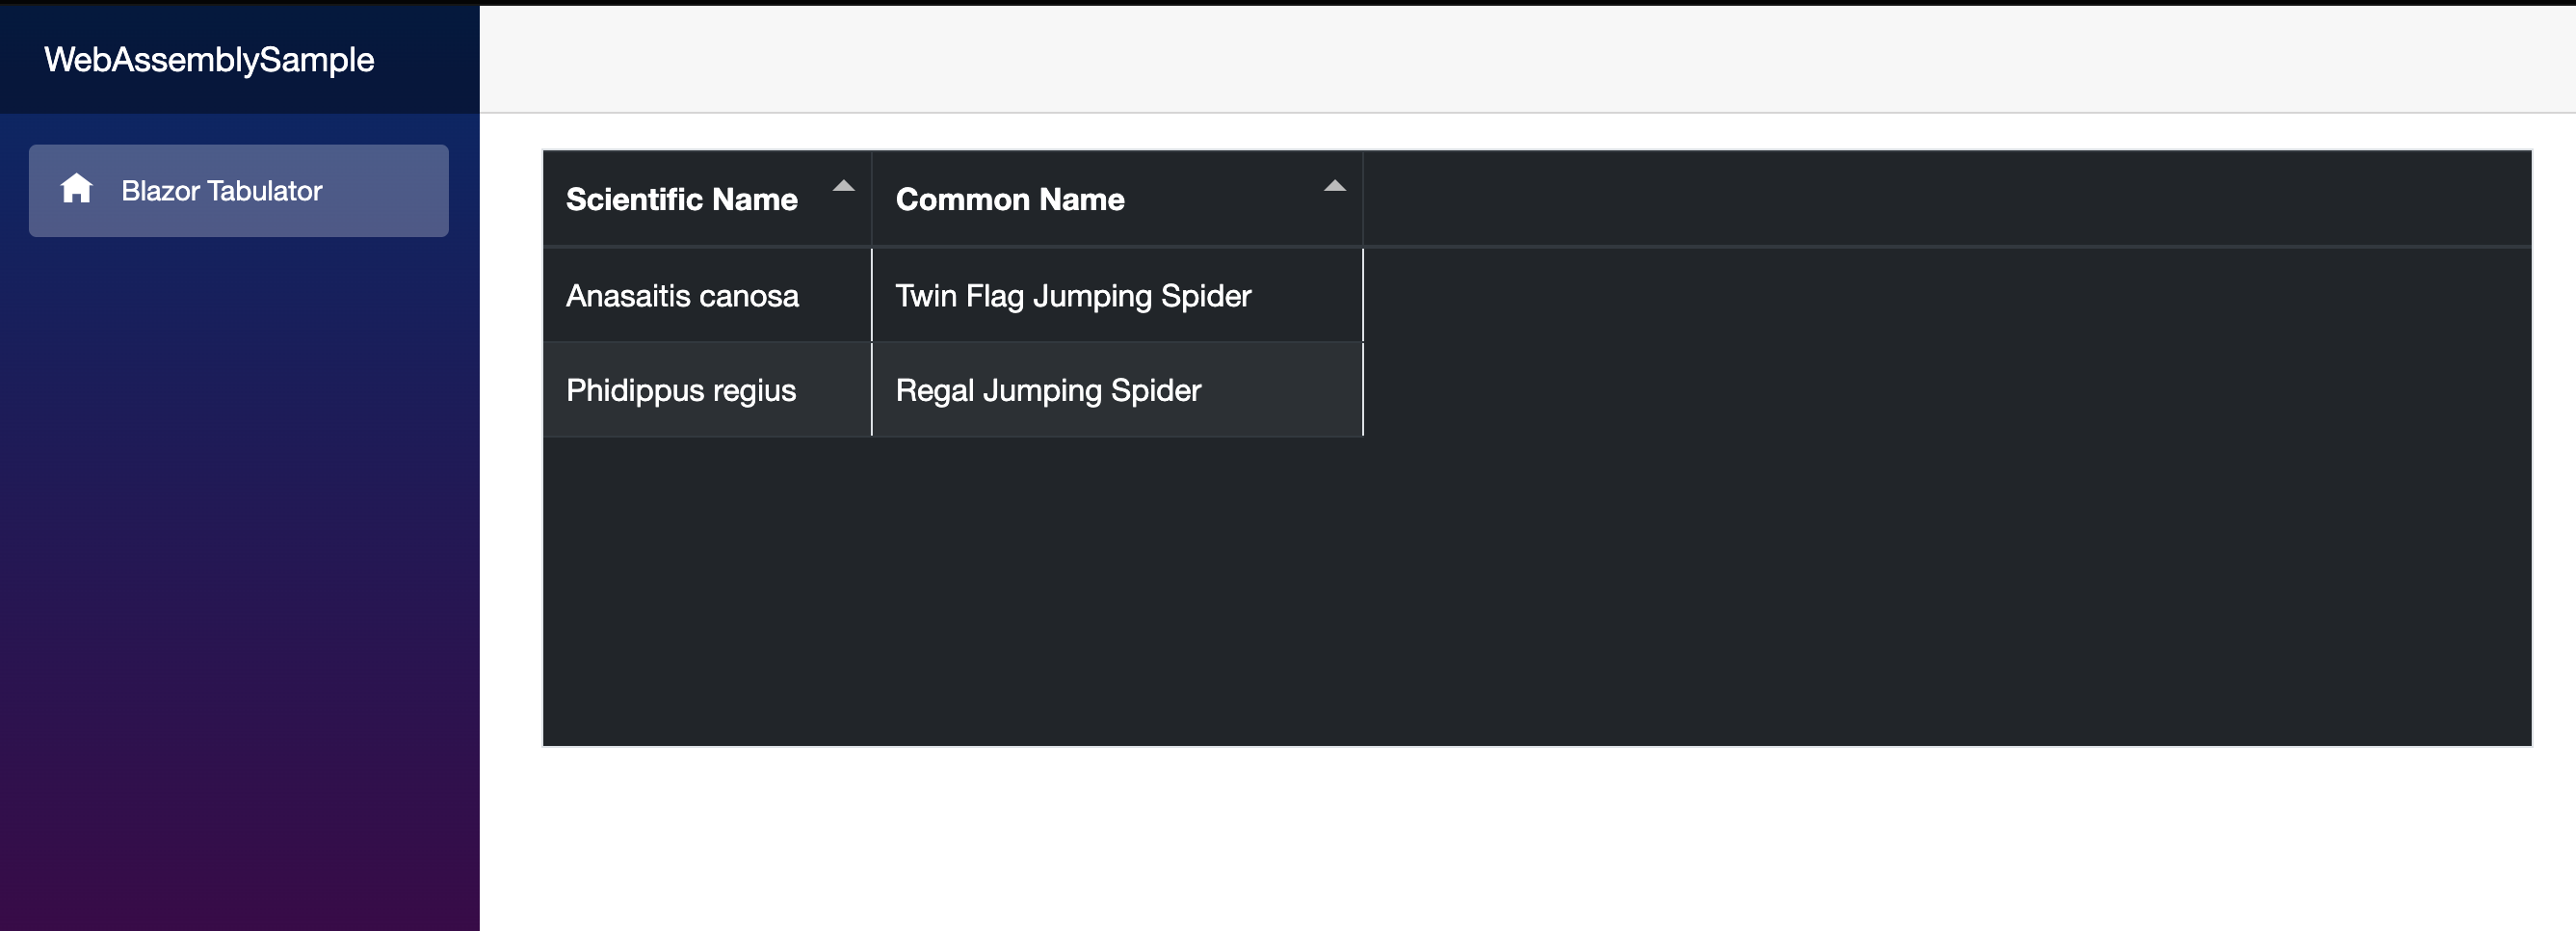 WebAssemblySample
Blazor Tabulator
Scientific Name Common Name
Anasaitis canosa Twin Flag Jumping Spider
Phidippus regius Regal Jumping Spider